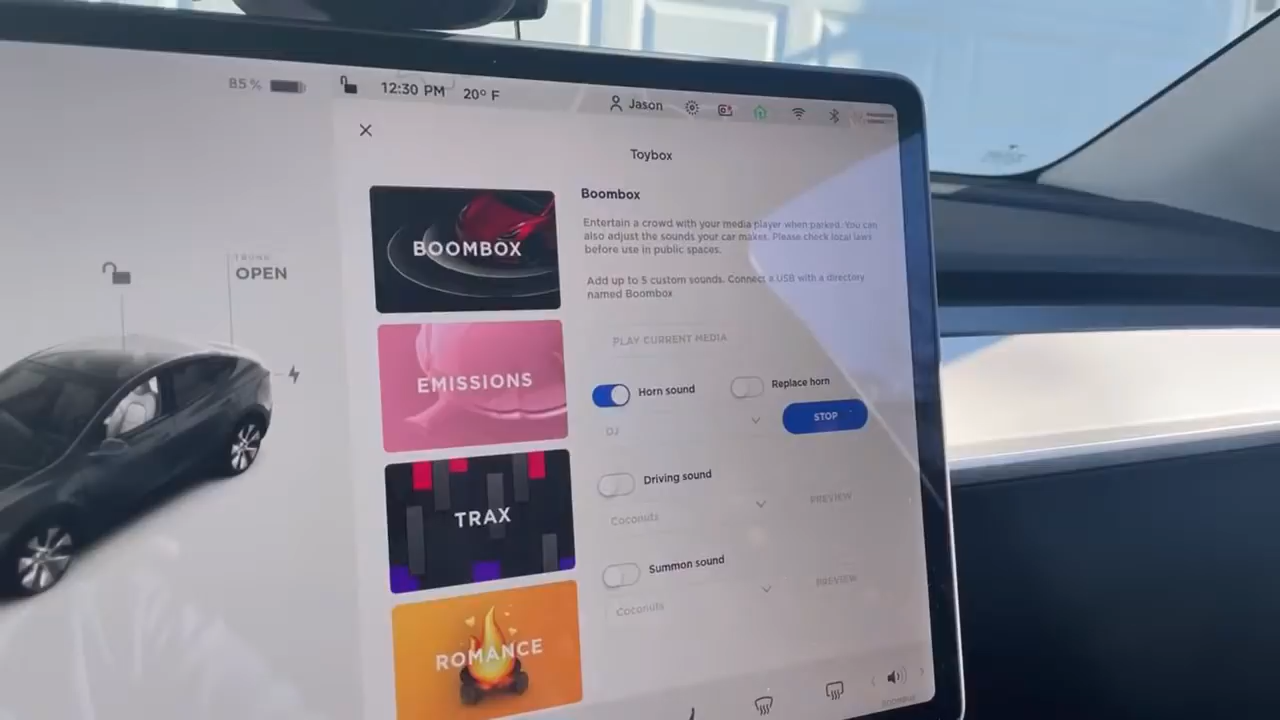 85%
12:30 PM 20° F
Jason
Toybox
TRUNK
OPEN
BOOMBOX
EMISSIONS
TRAX
ROMANCE
Boombox
Entertain a crowd with your media player when parked. You can
also adjust the sounds your car makes. Please check local laws
before use in public spaces.
Add up to 5 custom sounds. Connect a USB with a directory
named Boombox
PLAY CURRENT MEDIA
Horn sound
Replace horn
DJ
STOP
Driving sound
Coconuts
PREVIEW
Summon sound
Coconuts
PREVIEW